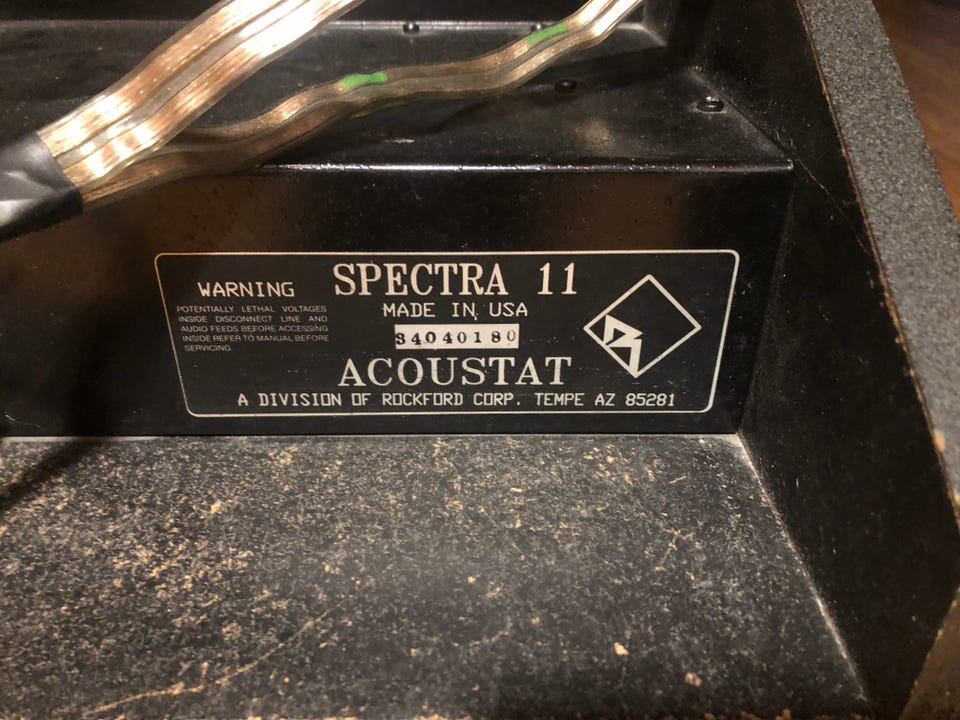 WARNING
POTENTIALLY LETHAL VOLTAGES
INSIDE DISCONNECT LINE AND
AUDIO FEEDS BEFORE ACCESSING
INSIDE REFER TO MANUAL BEFORE
SERVICING.
SPECTRA 11
MADE IN USA
34040180
ACOUSTAT
A DIVISION OF ROCKFORD CORP. TEMPE AZ 85281
R